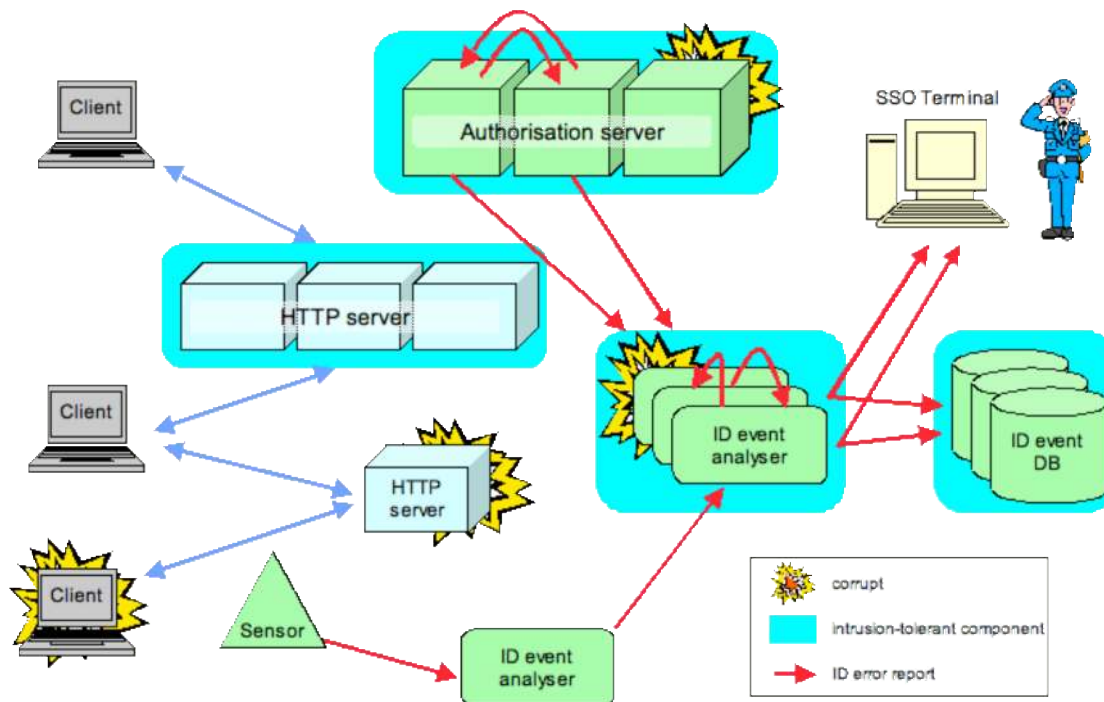 Client
Authorisation server
SSO Terminal
HTTP server
Client
HTTP
server
ID event
analyser
ID event
DB
Client
Sensor
ID event
analyser
corrupt
intrusion-tolerant component
ID error report